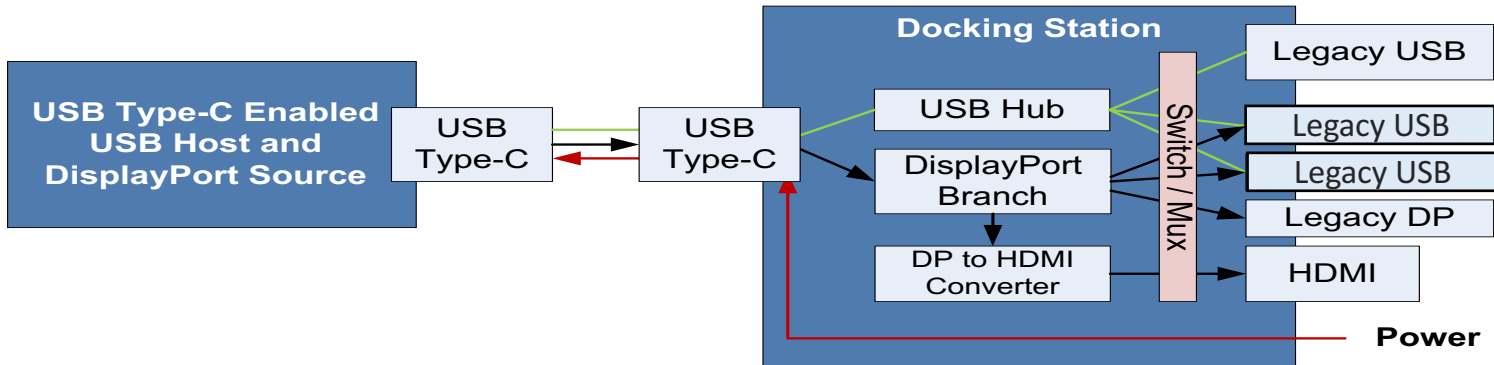 Docking Station
USB Type-C Enabled
USB Host and
DisplayPort Source
USB
Type-C
USB
Type-C
USB Hub
DisplayPort
Branch
DP to HDMI
Converter
Switch / Mux
Legacy USB
Legacy USB
Legacy USB
Legacy DP
HDMI
Power